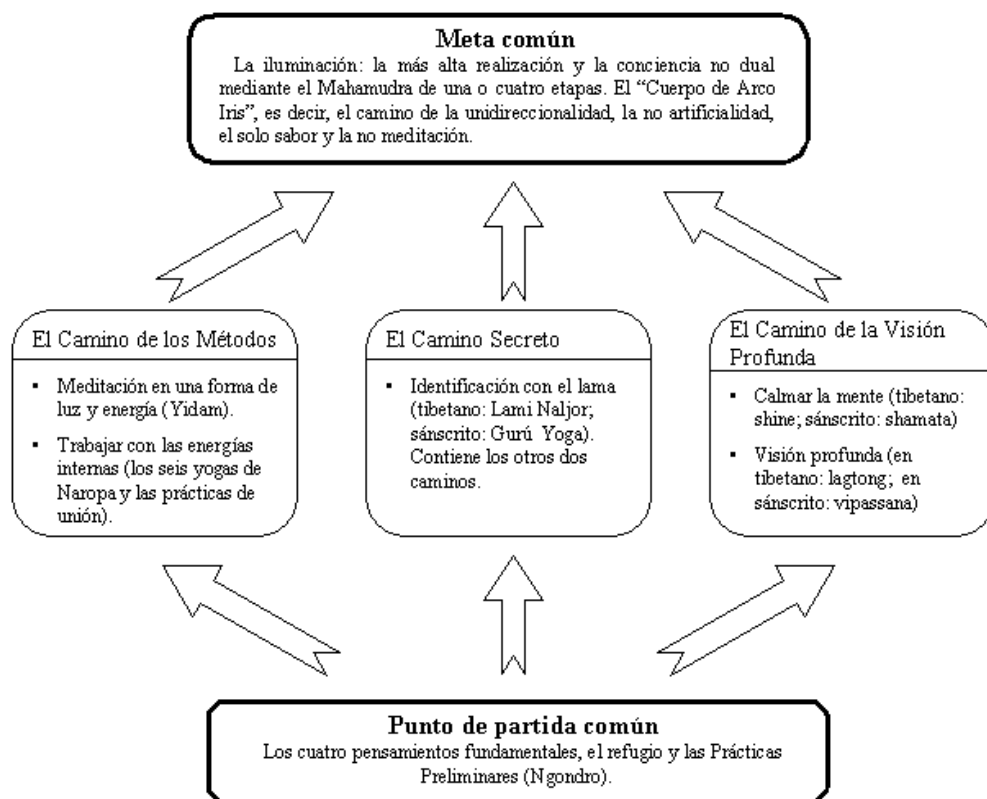 Meta común
La iluminación: la más alta realización y la conciencia no dual
mediante el Mahamudra de una o cuatro etapas. El “Cuerpo de Arco
Iris”, es decir, el camino de la unidireccionalidad, la no artificialidad,
el solo sabor y la no meditación.
El Camino de los Métodos
▪ Meditación en una forma de
luz y energía (Yidam).
▪ Trabajar con las energías
internas (los seis yogas de
Naropa y las prácticas de
unión).
El Camino Secreto
▪ Identificación con el lama
(tibetano: Lami Naljor;
sánscrito: Gurú Yoga).
Contiene los otros dos
caminos.
El Camino de la Visión
Profunda
▪ Calmar la mente (tibetano:
shine; sánscrito: shamata)
▪ Visión profunda (en
tibetano: lagtong; en
sánscrito: vipassana)
Punto de partida común
Los cuatro pensamientos fundamentales, el refugio y las Prácticas
Preliminares (Ngondro).